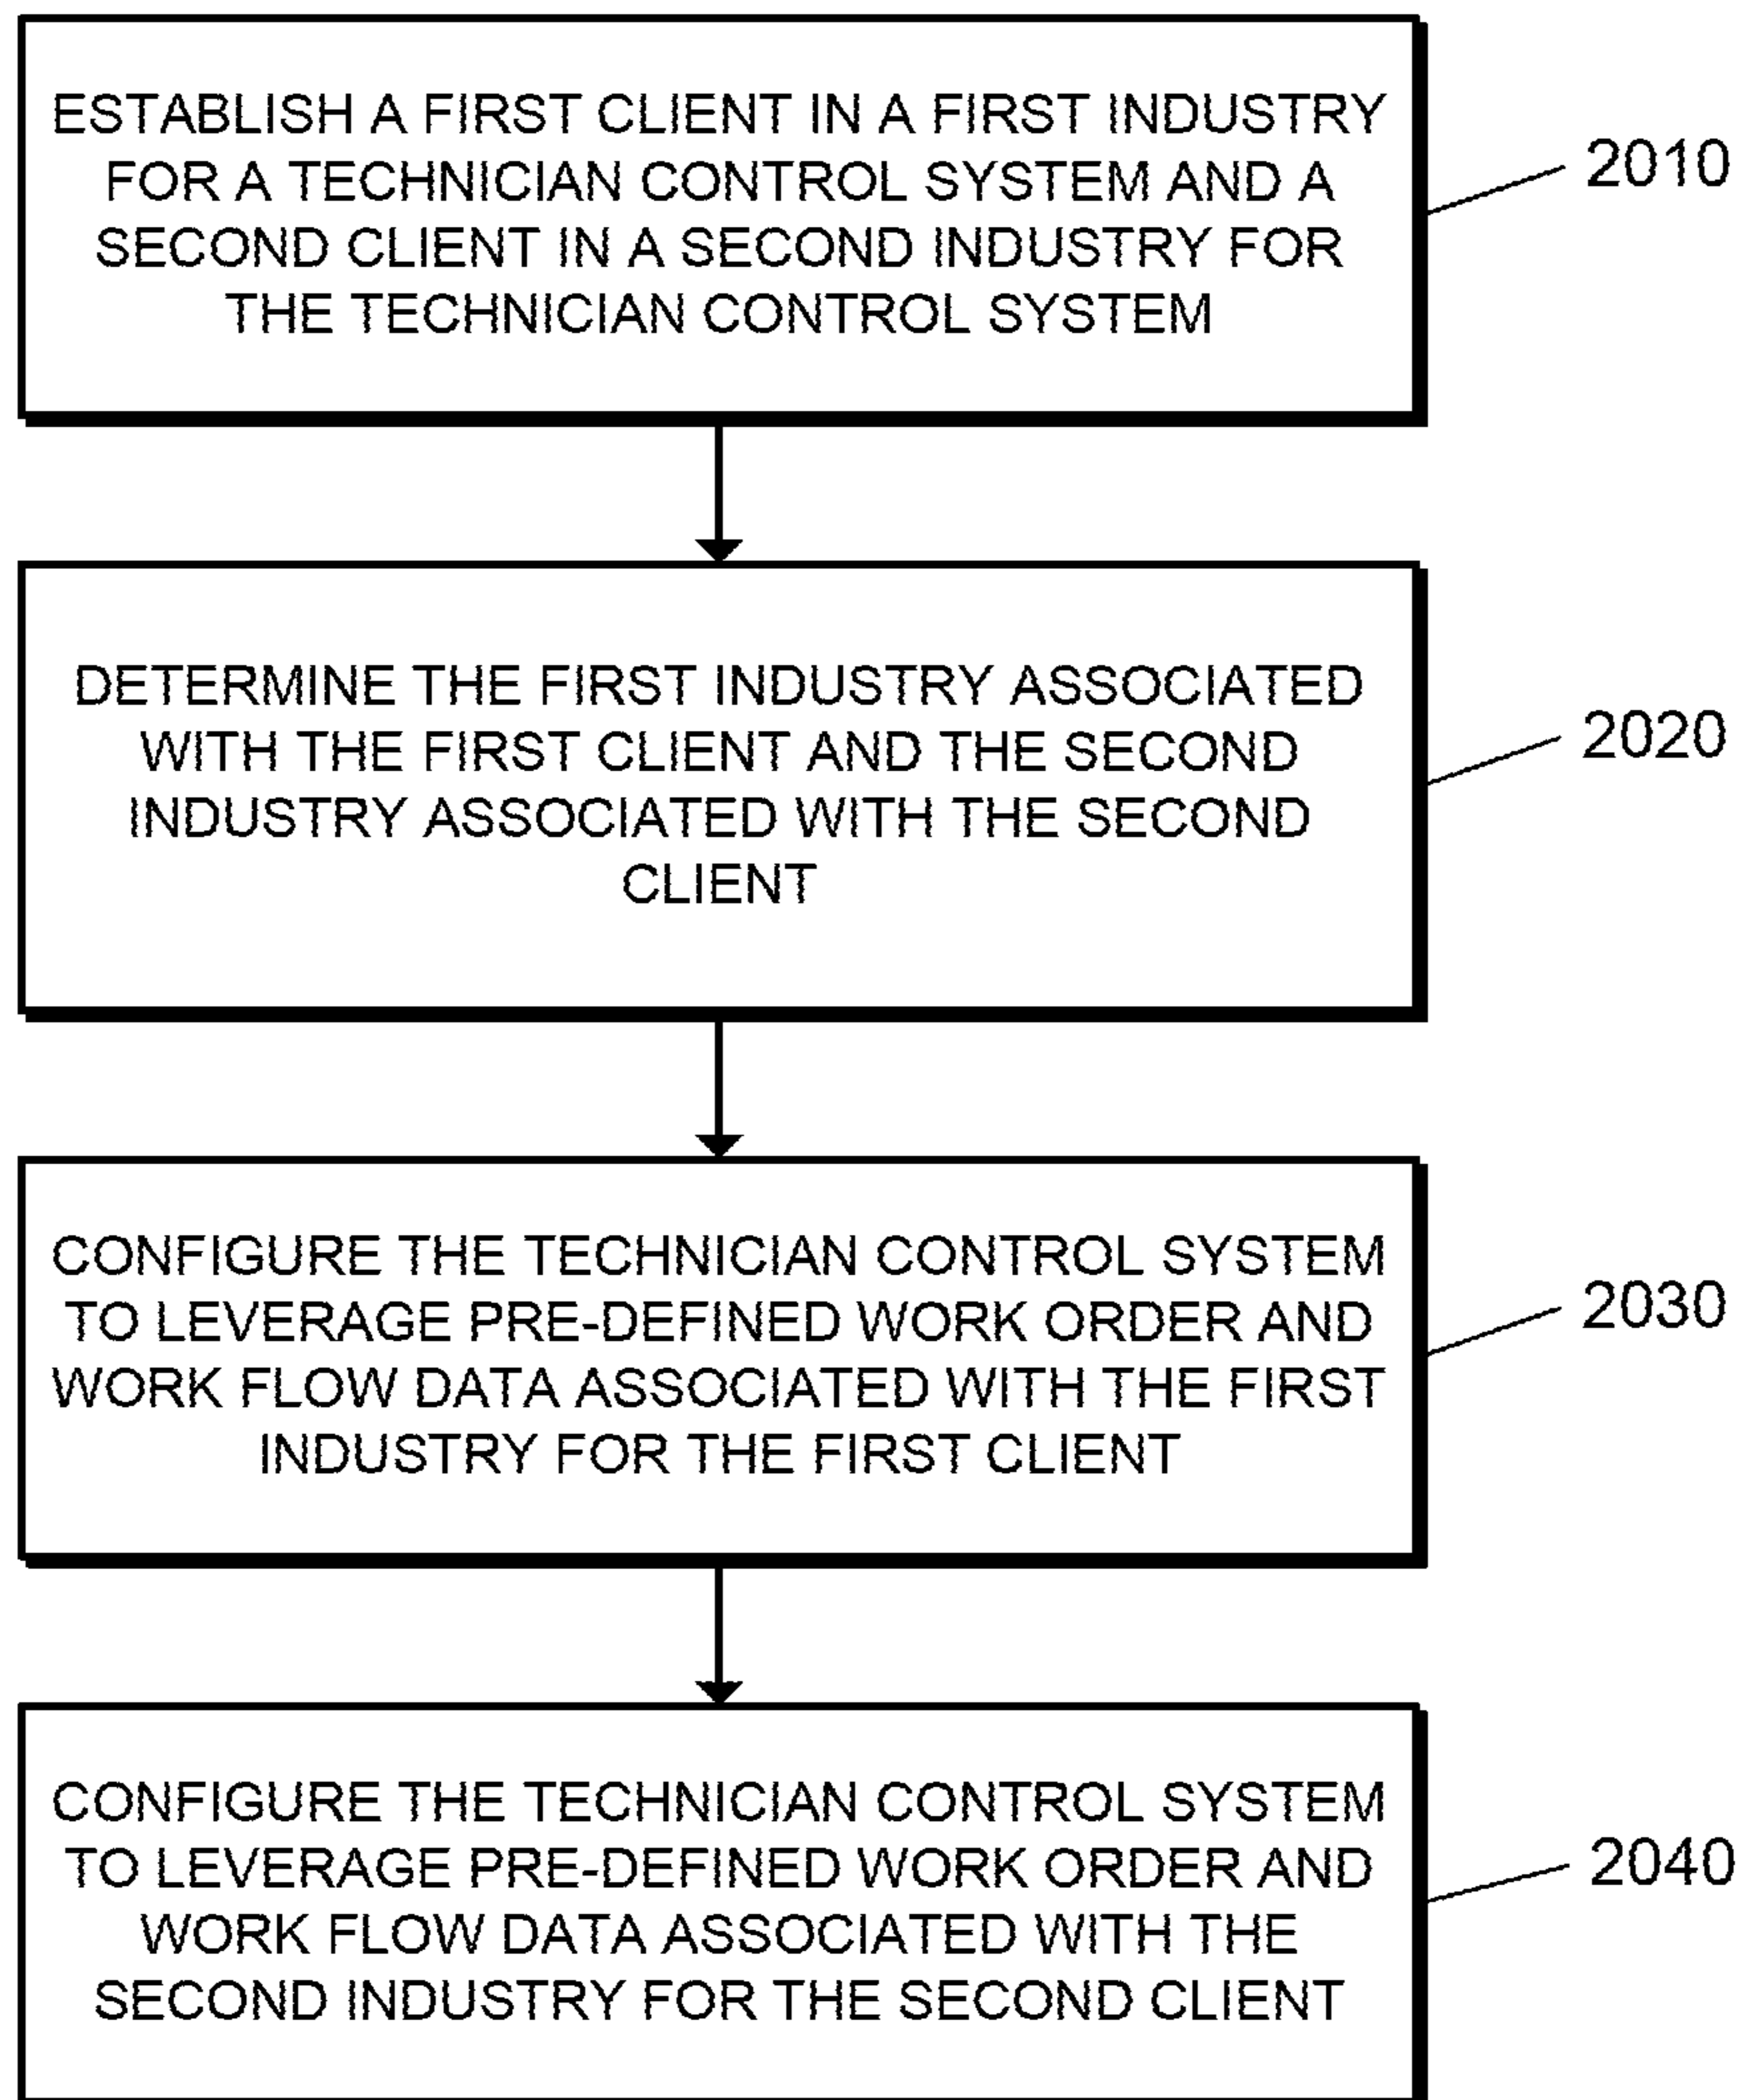 ESTABLISH A FIRST CLIENT IN A FIRST INDUSTRY
FOR A TECHNICIAN CONTROL SYSTEM AND A
SECOND CLIENT IN A SECOND INDUSTRY FOR
THE TECHNICIAN CONTROL SYSTEM
2010
DETERMINE THE FIRST INDUSTRY ASSOCIATED
WITH THE FIRST CLIENT AND THE SECOND
INDUSTRY ASSOCIATED WITH THE SECOND
CLIENT
2020
CONFIGURE THE TECHNICIAN CONTROL SYSTEM
TO LEVERAGE PRE-DEFINED WORK ORDER AND
WORK FLOW DATA ASSOCIATED WITH THE FIRST
INDUSTRY FOR THE FIRST CLIENT
2030
CONFIGURE THE TECHNICIAN CONTROL SYSTEM
TO LEVERAGE PRE-DEFINED WORK ORDER AND
WORK FLOW DATA ASSOCIATED WITH THE
SECOND INDUSTRY FOR THE SECOND CLIENT
2040